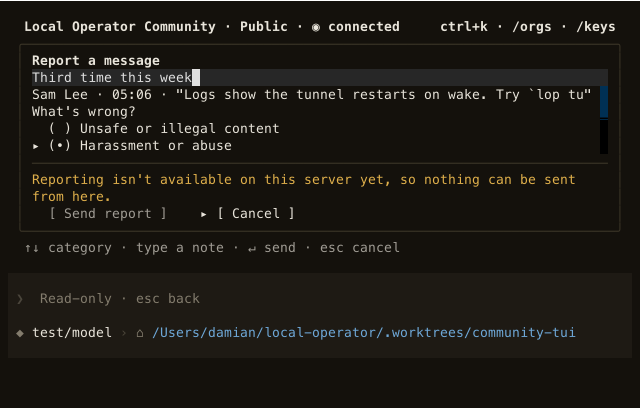 Local Operator Community · Public · ◉ connected     ctrl+k · /orgs · /keys
Report a message
Third time this week
Sam Lee · 05:06 · "Logs show the tunnel restarts on wake. Try `lop tu"
What's wrong?
( ) Unsafe or illegal content
▸ (•) Harassment or abuse
Reporting isn't available on this server yet, so nothing can be sent
from here.
[ Send report ]    ▸ [ Cancel ]
↑↓ category · type a note · ↵ send · esc cancel
❯ Read-only · esc back
◆ test/model › ⌂ /Users/damian/local-operator/.worktrees/community-tui